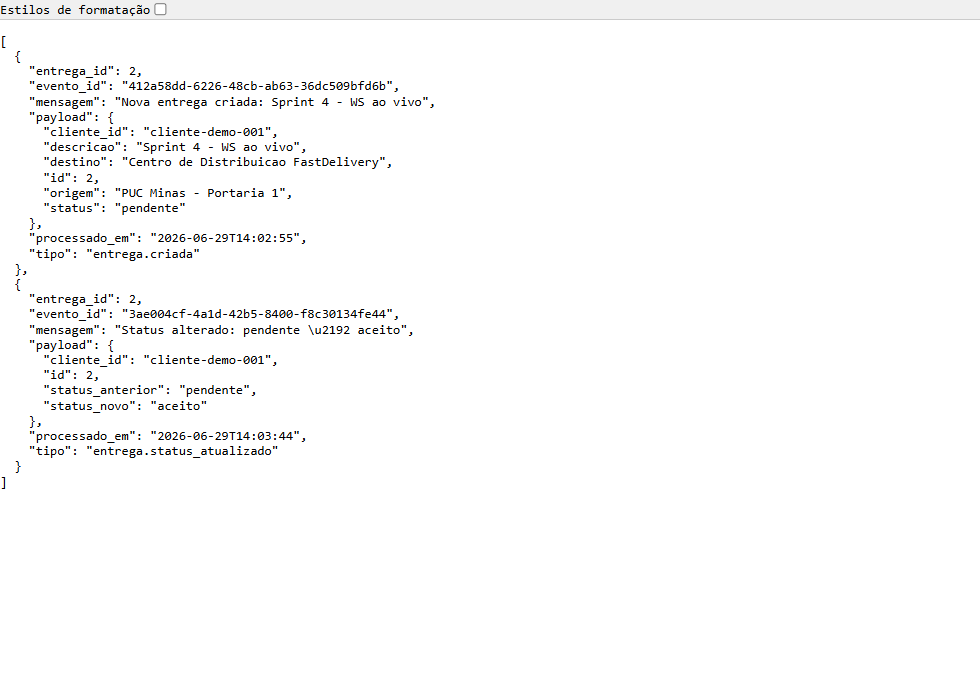 Estilos de formatação
[
  {
    "entrega_id": 2,
    "evento_id": "412a58dd-6226-48cb-ab63-36dc509bfd6b",
    "mensagem": "Nova entrega criada: Sprint 4 - WS ao vivo",
    "payload": {
      "cliente_id": "cliente-demo-001",
      "descricao": "Sprint 4 - WS ao vivo",
      "destino": "Centro de Distribuicao FastDelivery",
      "id": 2,
      "origem": "PUC Minas - Portaria 1",
      "status": "pendente"
    },
    "processado_em": "2026-06-29T14:02:55",
    "tipo": "entrega.criada"
  },
  {
    "entrega_id": 2,
    "evento_id": "3ae004cf-4a1d-42b5-8400-f8c30134fe44",
    "mensagem": "Status alterado: pendente \u2192 aceito",
    "payload": {
      "cliente_id": "cliente-demo-001",
      "id": 2,
      "status_anterior": "pendente",
      "status_novo": "aceito"
    },
    "processado_em": "2026-06-29T14:03:44",
    "tipo": "entrega.status_atualizado"
  }
]